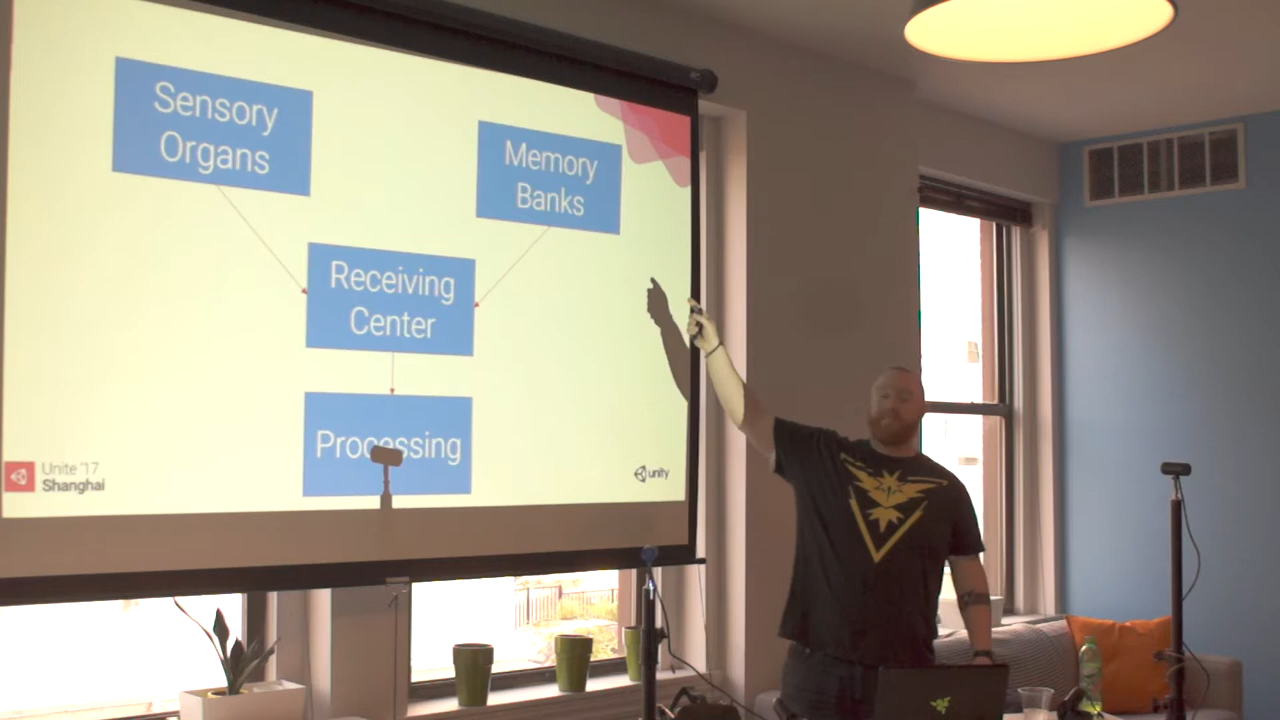 Sensory
Organs
Memory
Banks
Receiving
Center
Processing
Unite '17
Shanghai
unity